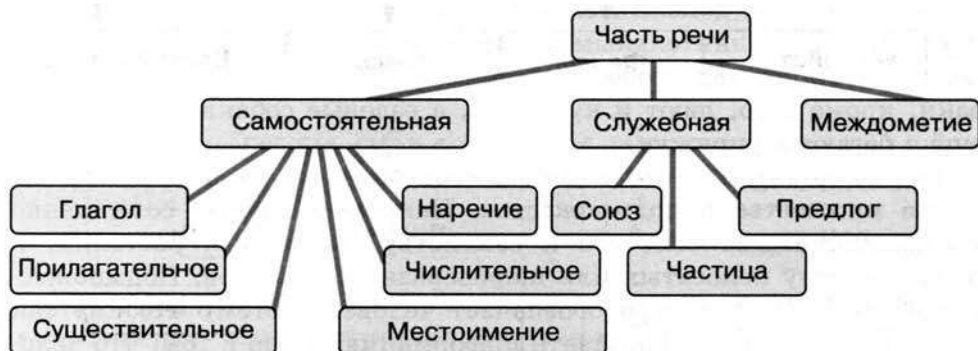 Часть речи
Самостоятельная
Служебная
Междометие
Глагол
Наречие
Союз
Предлог
Прилагательное
Числительное
Частица
Существительное
Местоимение